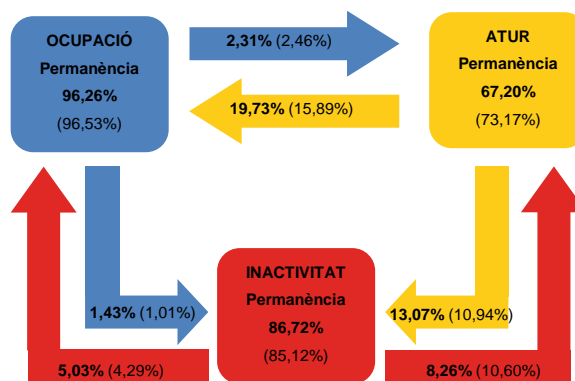 OCUPACIÓ
Permanència
96,26%
(96,53%)
2,31% (2,46%)
19,73% (15,89%)
ATUR
Permanència
67,20%
(73,17%)
INACTIVITAT
Permanència
86,72%
(85,12%)
1,43% (1,01%)
13,07% (10,94%)
5,03% (4,29%)
8,26% (10,60%)